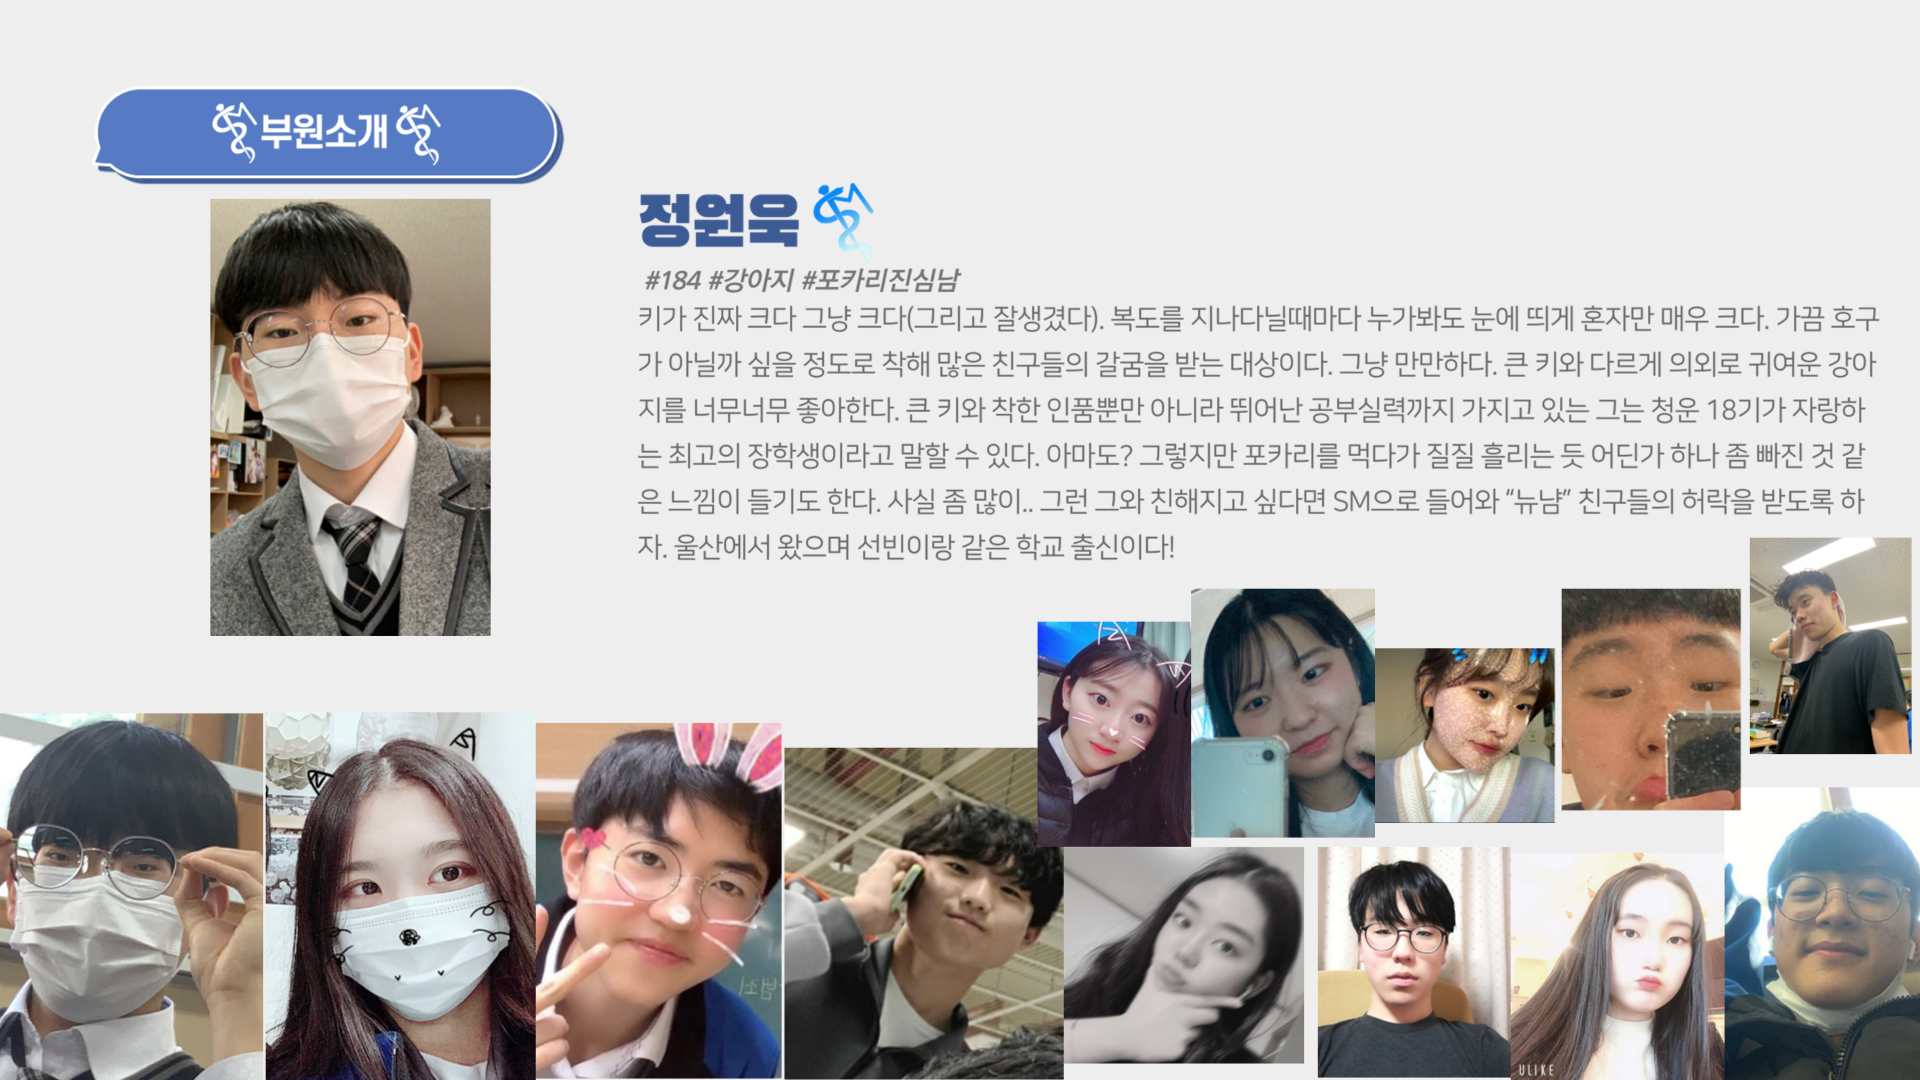 부원소개
정원욱
#184 #강아지 #포카리진심남
키가 진짜 크다 그냥 크다(그리고 잘생겼다). 복도를 지나다닐때마다 누가봐도 눈에 띄게 혼자만 매우 크다. 가끔 호구
가 아닐까 싶을 정도로 착해 많은 친구들의 갈굼을 받는 대상이다. 그냥 만만하다. 큰 키와 다르게 의외로 귀여운 강아
지를 너무너무 좋아한다. 큰 키와 착한 인품뿐만 아니라 뛰어난 공부실력까지 가지고 있는 그는 청운 18기가 자랑하
는 최고의 장학생이라고 말할 수 있다. 아마도? 그렇지만 포카리를 먹다가 질질 흘리는 듯 어딘가 하나 좀 빠진 것 같
은 느낌이 들기도 한다. 사실 좀 많이.. 그런 그와 친해지고 싶다면 SM으로 들어와 “뉴냠” 친구들의 허락을 받도록 하
자. 울산에서 왔으며 선빈이랑 같은 학교 출신이다!
ULIKE